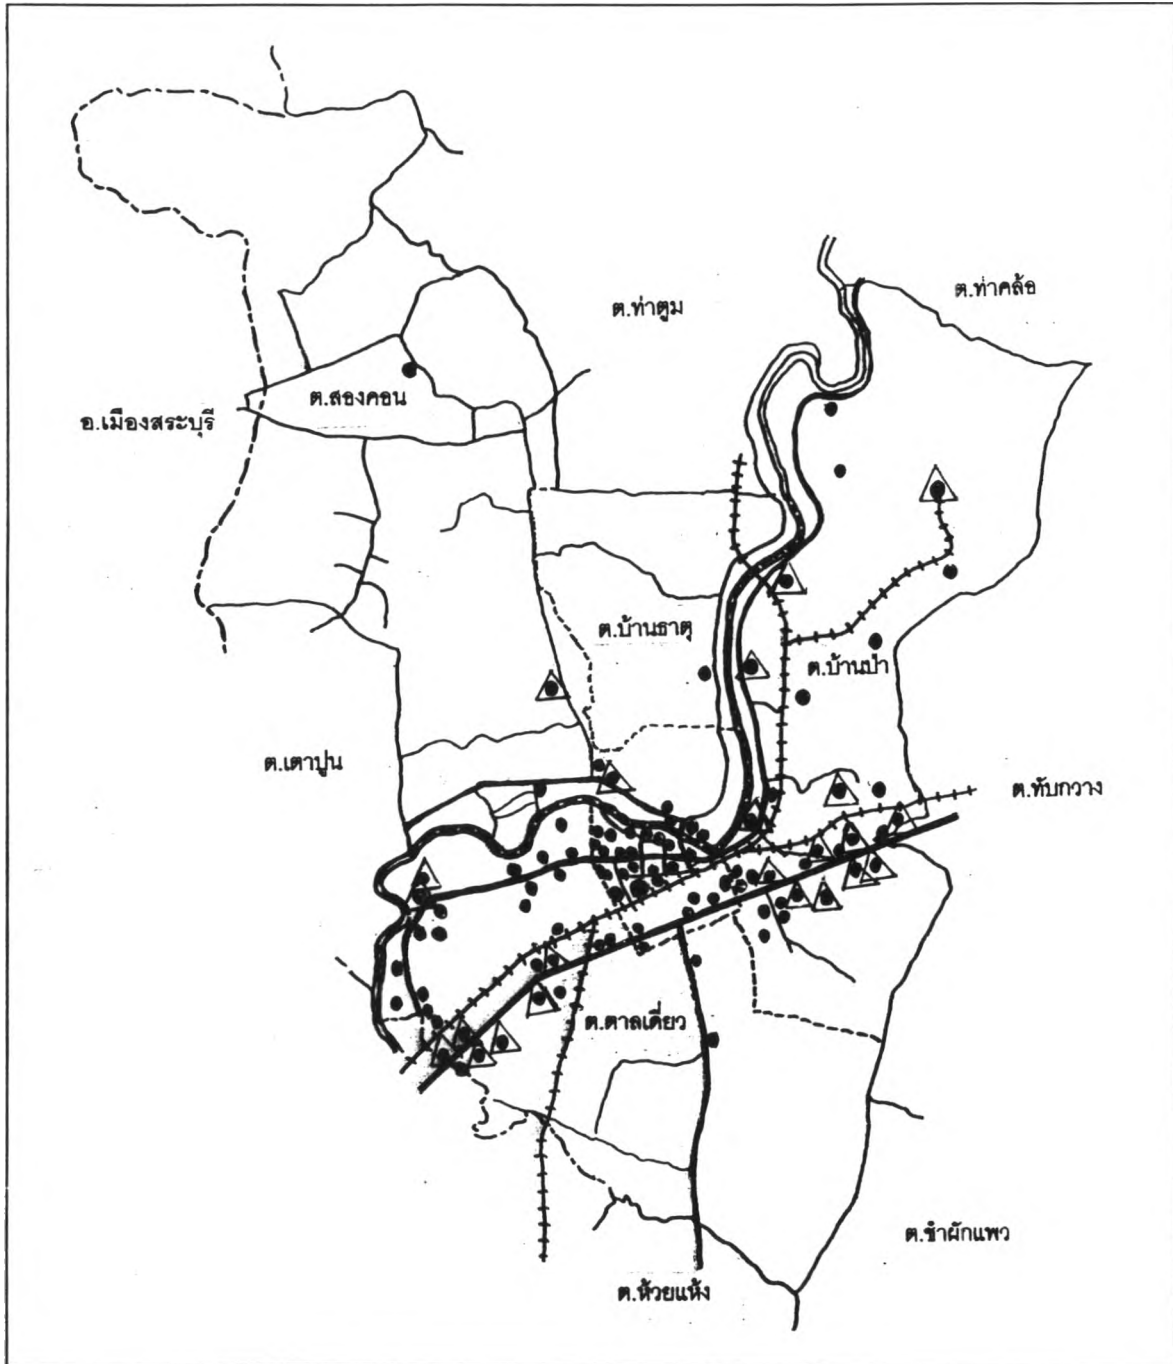 ต.ท่าคล้อ
ต.ท่าตูม
ต.สองคอน
อ.เมืองสระบุรี
ต.บ้านธาตุ
ต.บ้านป่า
ต.เตาปูน
ต.ทับกวาง
ต.ตาลเดี่ยว
ต.ชำผักแพว
ต.ห้วยแห้ง